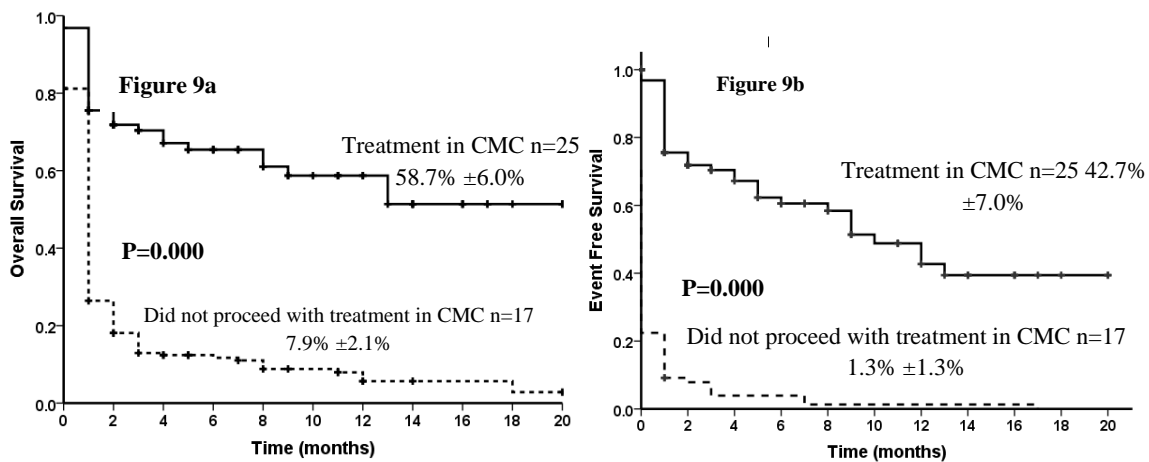 Figure 9a
Overall Survival
1.0
0.8
0.6
0.4
0.2
0.0
Treatment in CMC n=25
58.7% ±6.0%
P=0.000
Did not proceed with treatment in CMC n=17
7.9% ±2.1%
0 2 4 6 8 10 12 14 16 18 20
Time (months)
Figure 9b
Event Free Survival
1.0
0.8
0.6
0.4
0.2
0.0
Treatment in CMC n=25 42.7%
±7.0%
P=0.000
Did not proceed with treatment in CMC n=17
1.3% ±1.3%
0 2 4 6 8 10 12 14 16 18 20
Time (months)